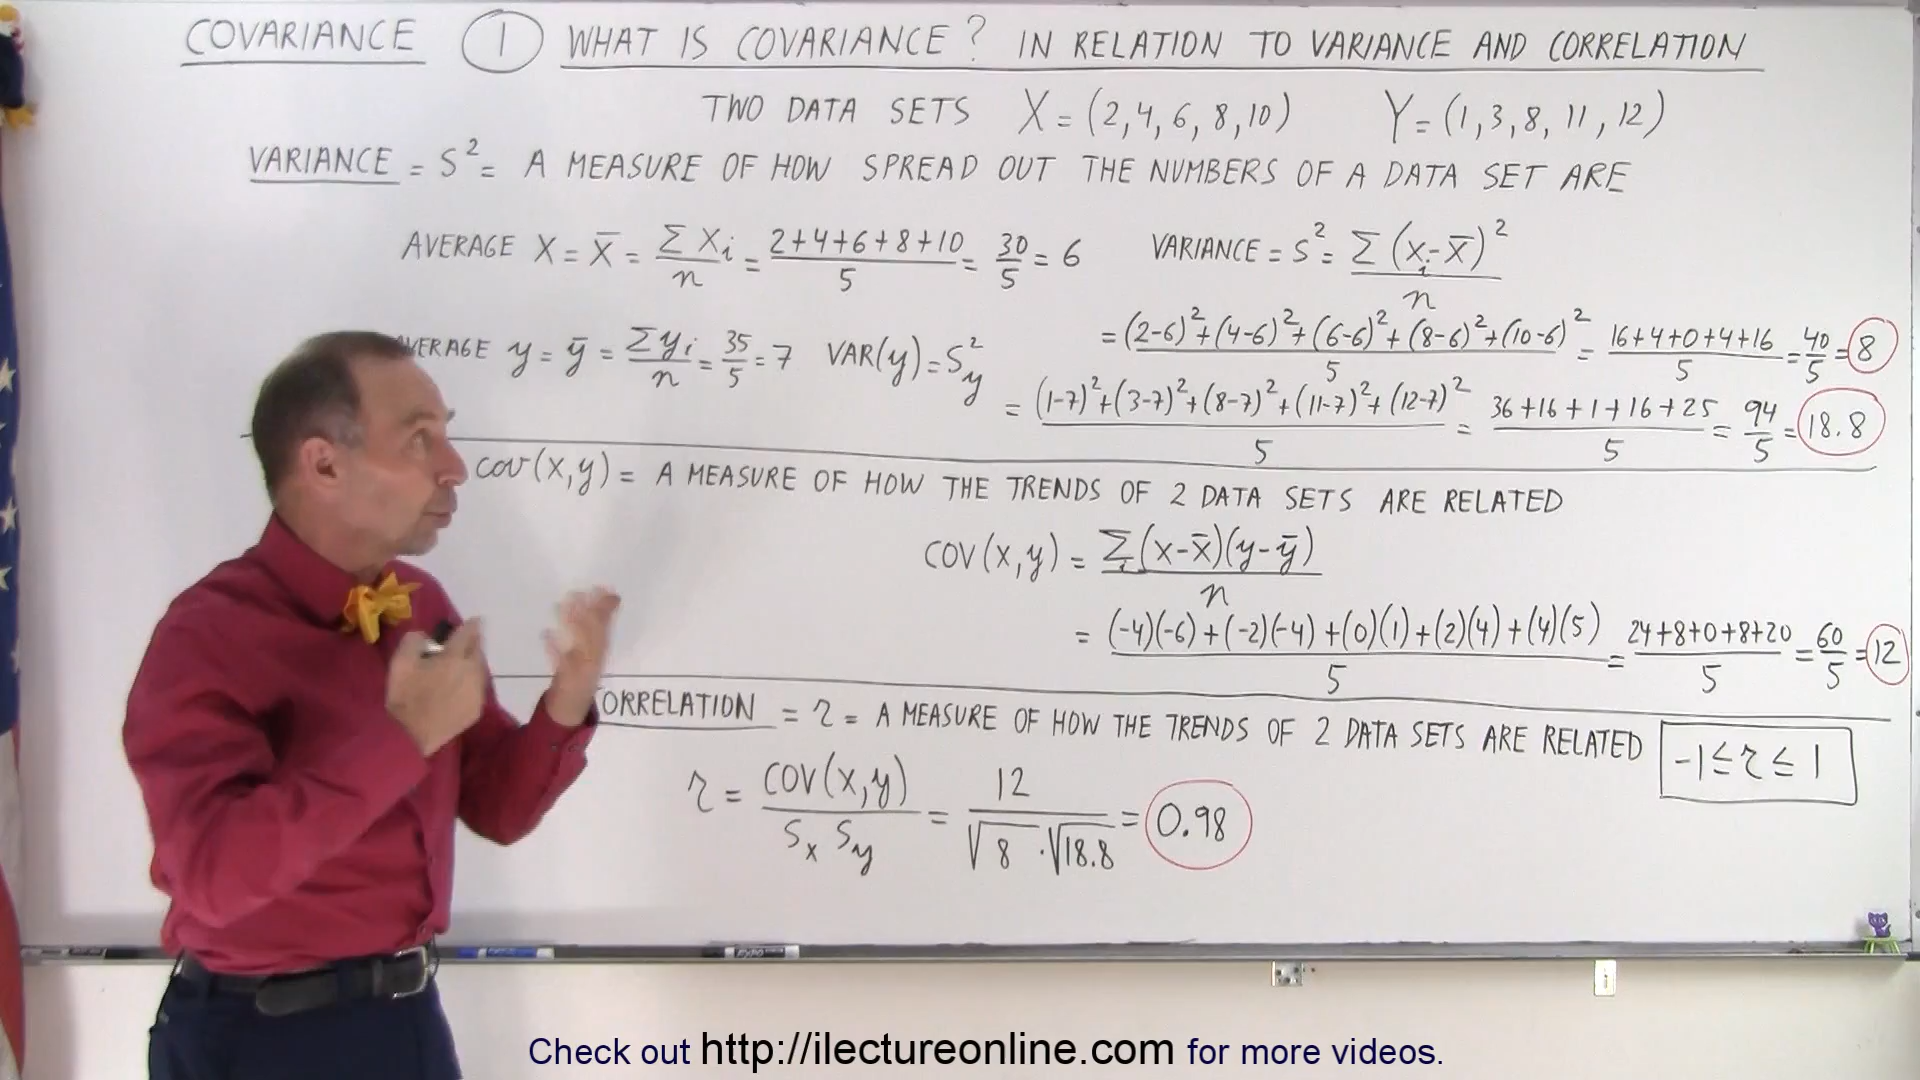 COVARIANCE ① WHAT IS COVARIANCE? IN RELATION TO VARIANCE AND CORRELATION
TWO DATA SETS X = (2, 4, 6, 8, 10) Y = (1, 3, 8, 11, 12)
VARIANCE = S² = A MEASURE OF HOW SPREAD OUT THE NUMBERS OF A DATA SET ARE
AVERAGE X = x̄ = Σxi/n = (2+4+6+8+10)/5 = 30/5 = 6 VARIANCE = S² = Σ(xi-x̄)²/n
= ((2-6)²+(4-6)²+(6-6)²+(8-6)²+(10-6)²)/5 = (16+4+0+4+16)/5 = 40/5 = 8
VERAGE y = ȳ = Σyi/n = 35/5 = 7 VAR(y) = S²y
= ((1-7)²+(3-7)²+(8-7)²+(11-7)²+(12-7)²)/5 = (36+16+1+16+25)/5 = 94/5 = 18.8
COV(x,y) = A MEASURE OF HOW THE TRENDS OF 2 DATA SETS ARE RELATED
COV(x,y) = Σi(x-x̄)(y-ȳ)/n
= ((-4)(-6)+(-2)(-4)+(0)(1)+(2)(4)+(4)(5))/5 = (24+8+0+8+20)/5 = 60/5 = 12
ORRELATION = r = A MEASURE OF HOW THE TRENDS OF 2 DATA SETS ARE RELATED -1 ≤ r ≤ 1
r = COV(x,y)/(Sx Sy) = 12/(√8 · √18.8) = 0.98
EXPO
Check out http://ilectureonline.com for more videos.